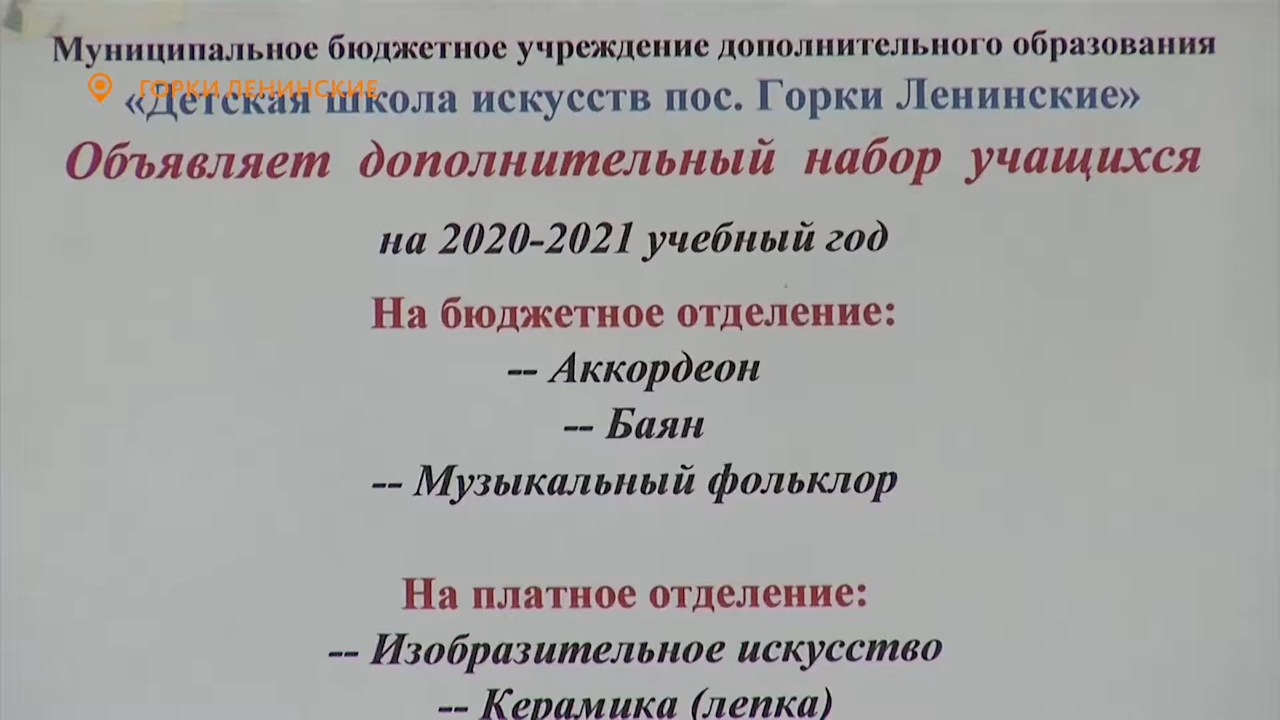 Муниципальное бюджетное учреждение дополнительного образования
ГОРКИ ЛЕНИНСКИЕ
«Детская школа искусств пос. Горки Ленинские»
Объявляет дополнительный набор учащихся
на 2020-2021 учебный год
На бюджетное отделение:
-- Аккордеон
-- Баян
-- Музыкальный фольклор
На платное отделение:
-- Изобразительное искусство
-- Керамика (лепка)